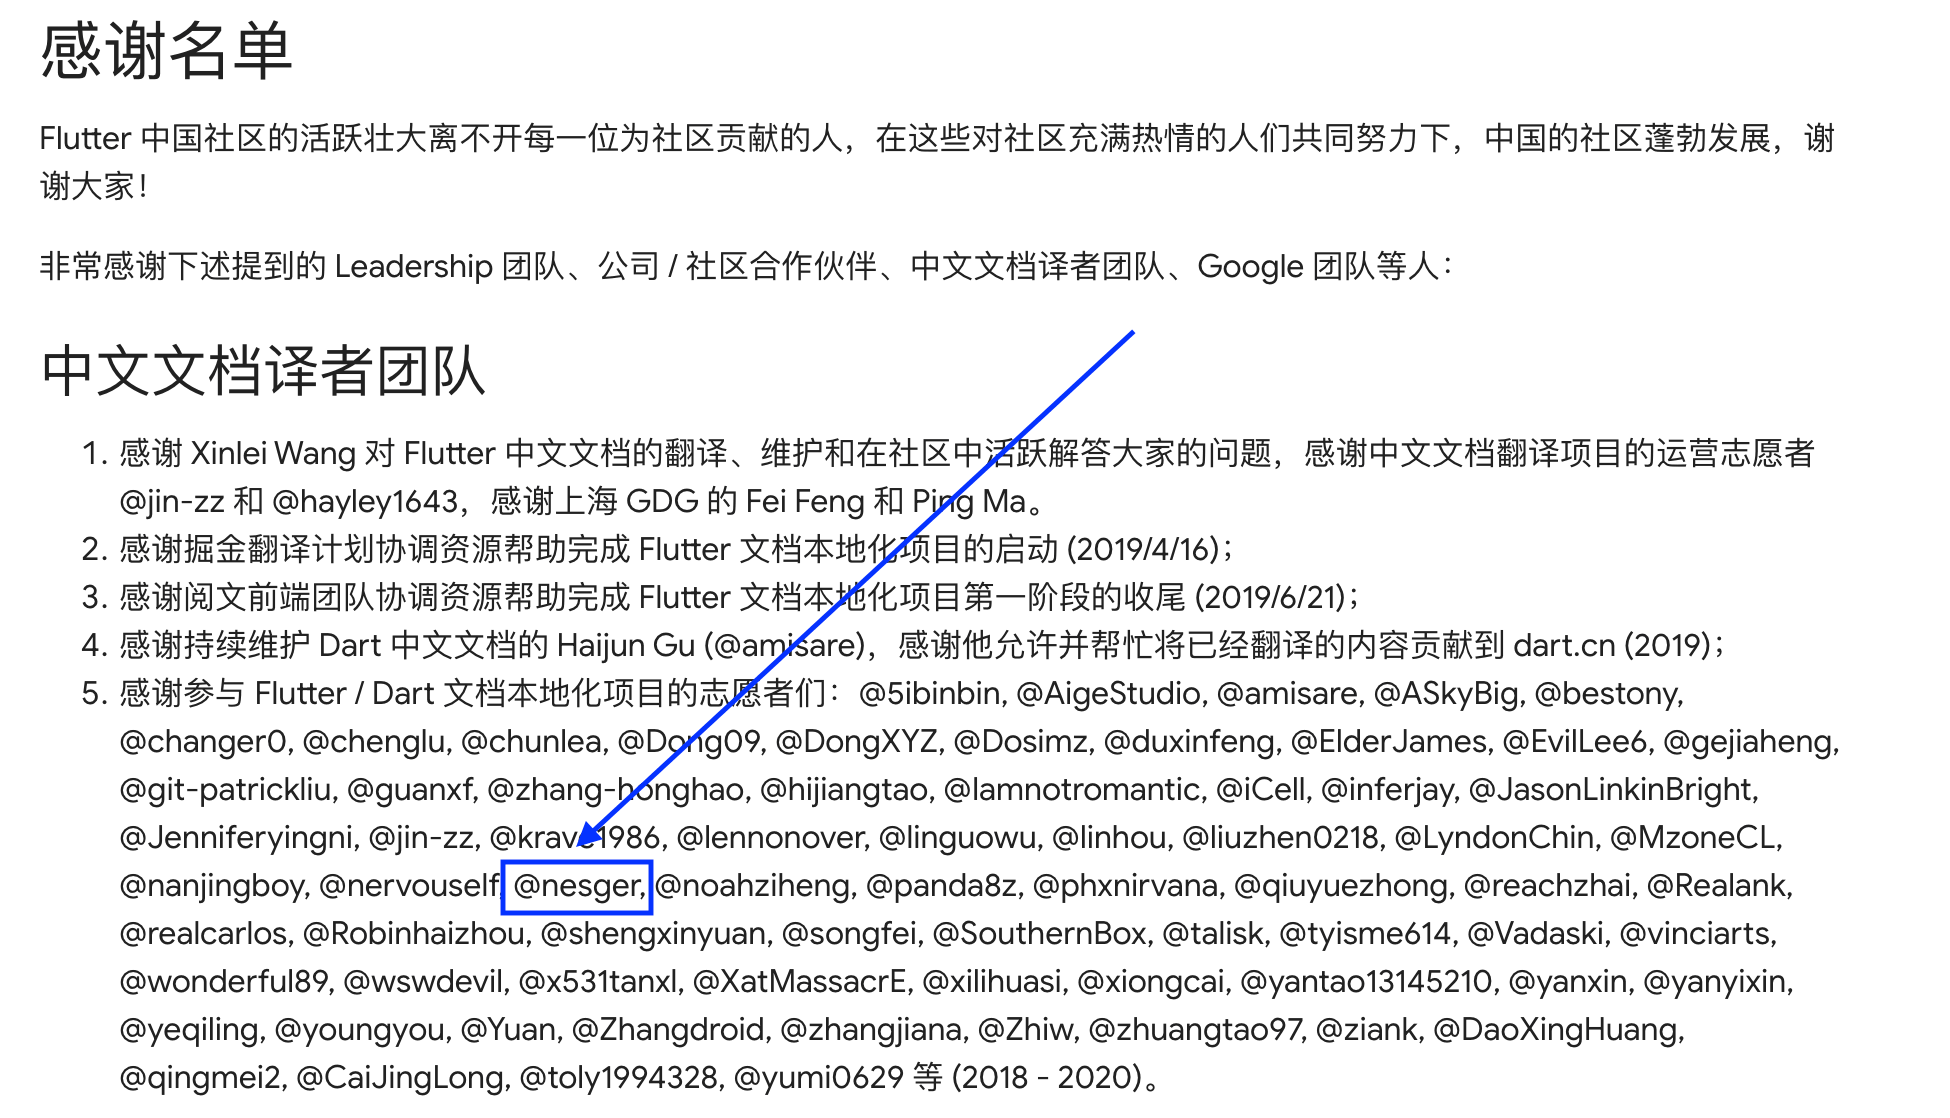 感谢名单
Flutter 中国社区的活跃壮大离不开每一位为社区贡献的人，在这些对社区充满热情的人们共同努力下，中国的社区蓬勃发展，谢
谢大家！
非常感谢下述提到的 Leadership 团队、公司 / 社区合作伙伴、中文文档译者团队、Google 团队等人：
中文文档译者团队
1. 感谢 Xinlei Wang 对 Flutter 中文文档的翻译、维护和在社区中活跃解答大家的问题，感谢中文文档翻译项目的运营志愿者
@jin-zz 和 @hayley1643，感谢上海 GDG 的 Fei Feng 和 Ping Ma。
2. 感谢掘金翻译计划协调资源帮助完成 Flutter 文档本地化项目的启动 (2019/4/16)；
3. 感谢阅文前端团队协调资源帮助完成 Flutter 文档本地化项目第一阶段的收尾 (2019/6/21)；
4. 感谢持续维护 Dart 中文文档的 Haijun Gu (@amisare)，感谢他允许并帮忙将已经翻译的内容贡献到 dart.cn (2019)；
5. 感谢参与 Flutter / Dart 文档本地化项目的志愿者们：@5ibinbin, @AigeStudio, @amisare, @ASkyBig, @bestony,
@changer0, @chenglu, @chunlea, @Dong09, @DongXYZ, @Dosimz, @duxinfeng, @ElderJames, @EvilLee6, @gejiaheng,
@git-patrickliu, @guanxf, @zhang-honghao, @hijiangtao, @Iamnotromantic, @iCell, @inferjay, @JasonLinkinBright,
@Jenniferyingni, @jin-zz, @krave1986, @lennonover, @linguowu, @linhou, @liuzhen0218, @LyndonChin, @MzoneCL,
@nanjingboy, @nervouself, @nesger, @noahziheng, @panda8z, @phxnirvana, @qiuyuezhong, @reachzhai, @Realank,
@realcarlos, @Robinhaizhou, @shengxinyuan, @songfei, @SouthernBox, @talisk, @tyisme614, @Vadaski, @vinciarts,
@wonderful89, @wswdevil, @x531tanxl, @XatMassacrE, @xilihuasi, @xiongcai, @yantao13145210, @yanxin, @yanyixin,
@yeqiling, @youngyou, @Yuan, @Zhangdroid, @zhangjiana, @Zhiw, @zhuangtao97, @ziank, @DaoXingHuang,
@qingmei2, @CaiJingLong, @toly1994328, @yumi0629 等 (2018 - 2020)。